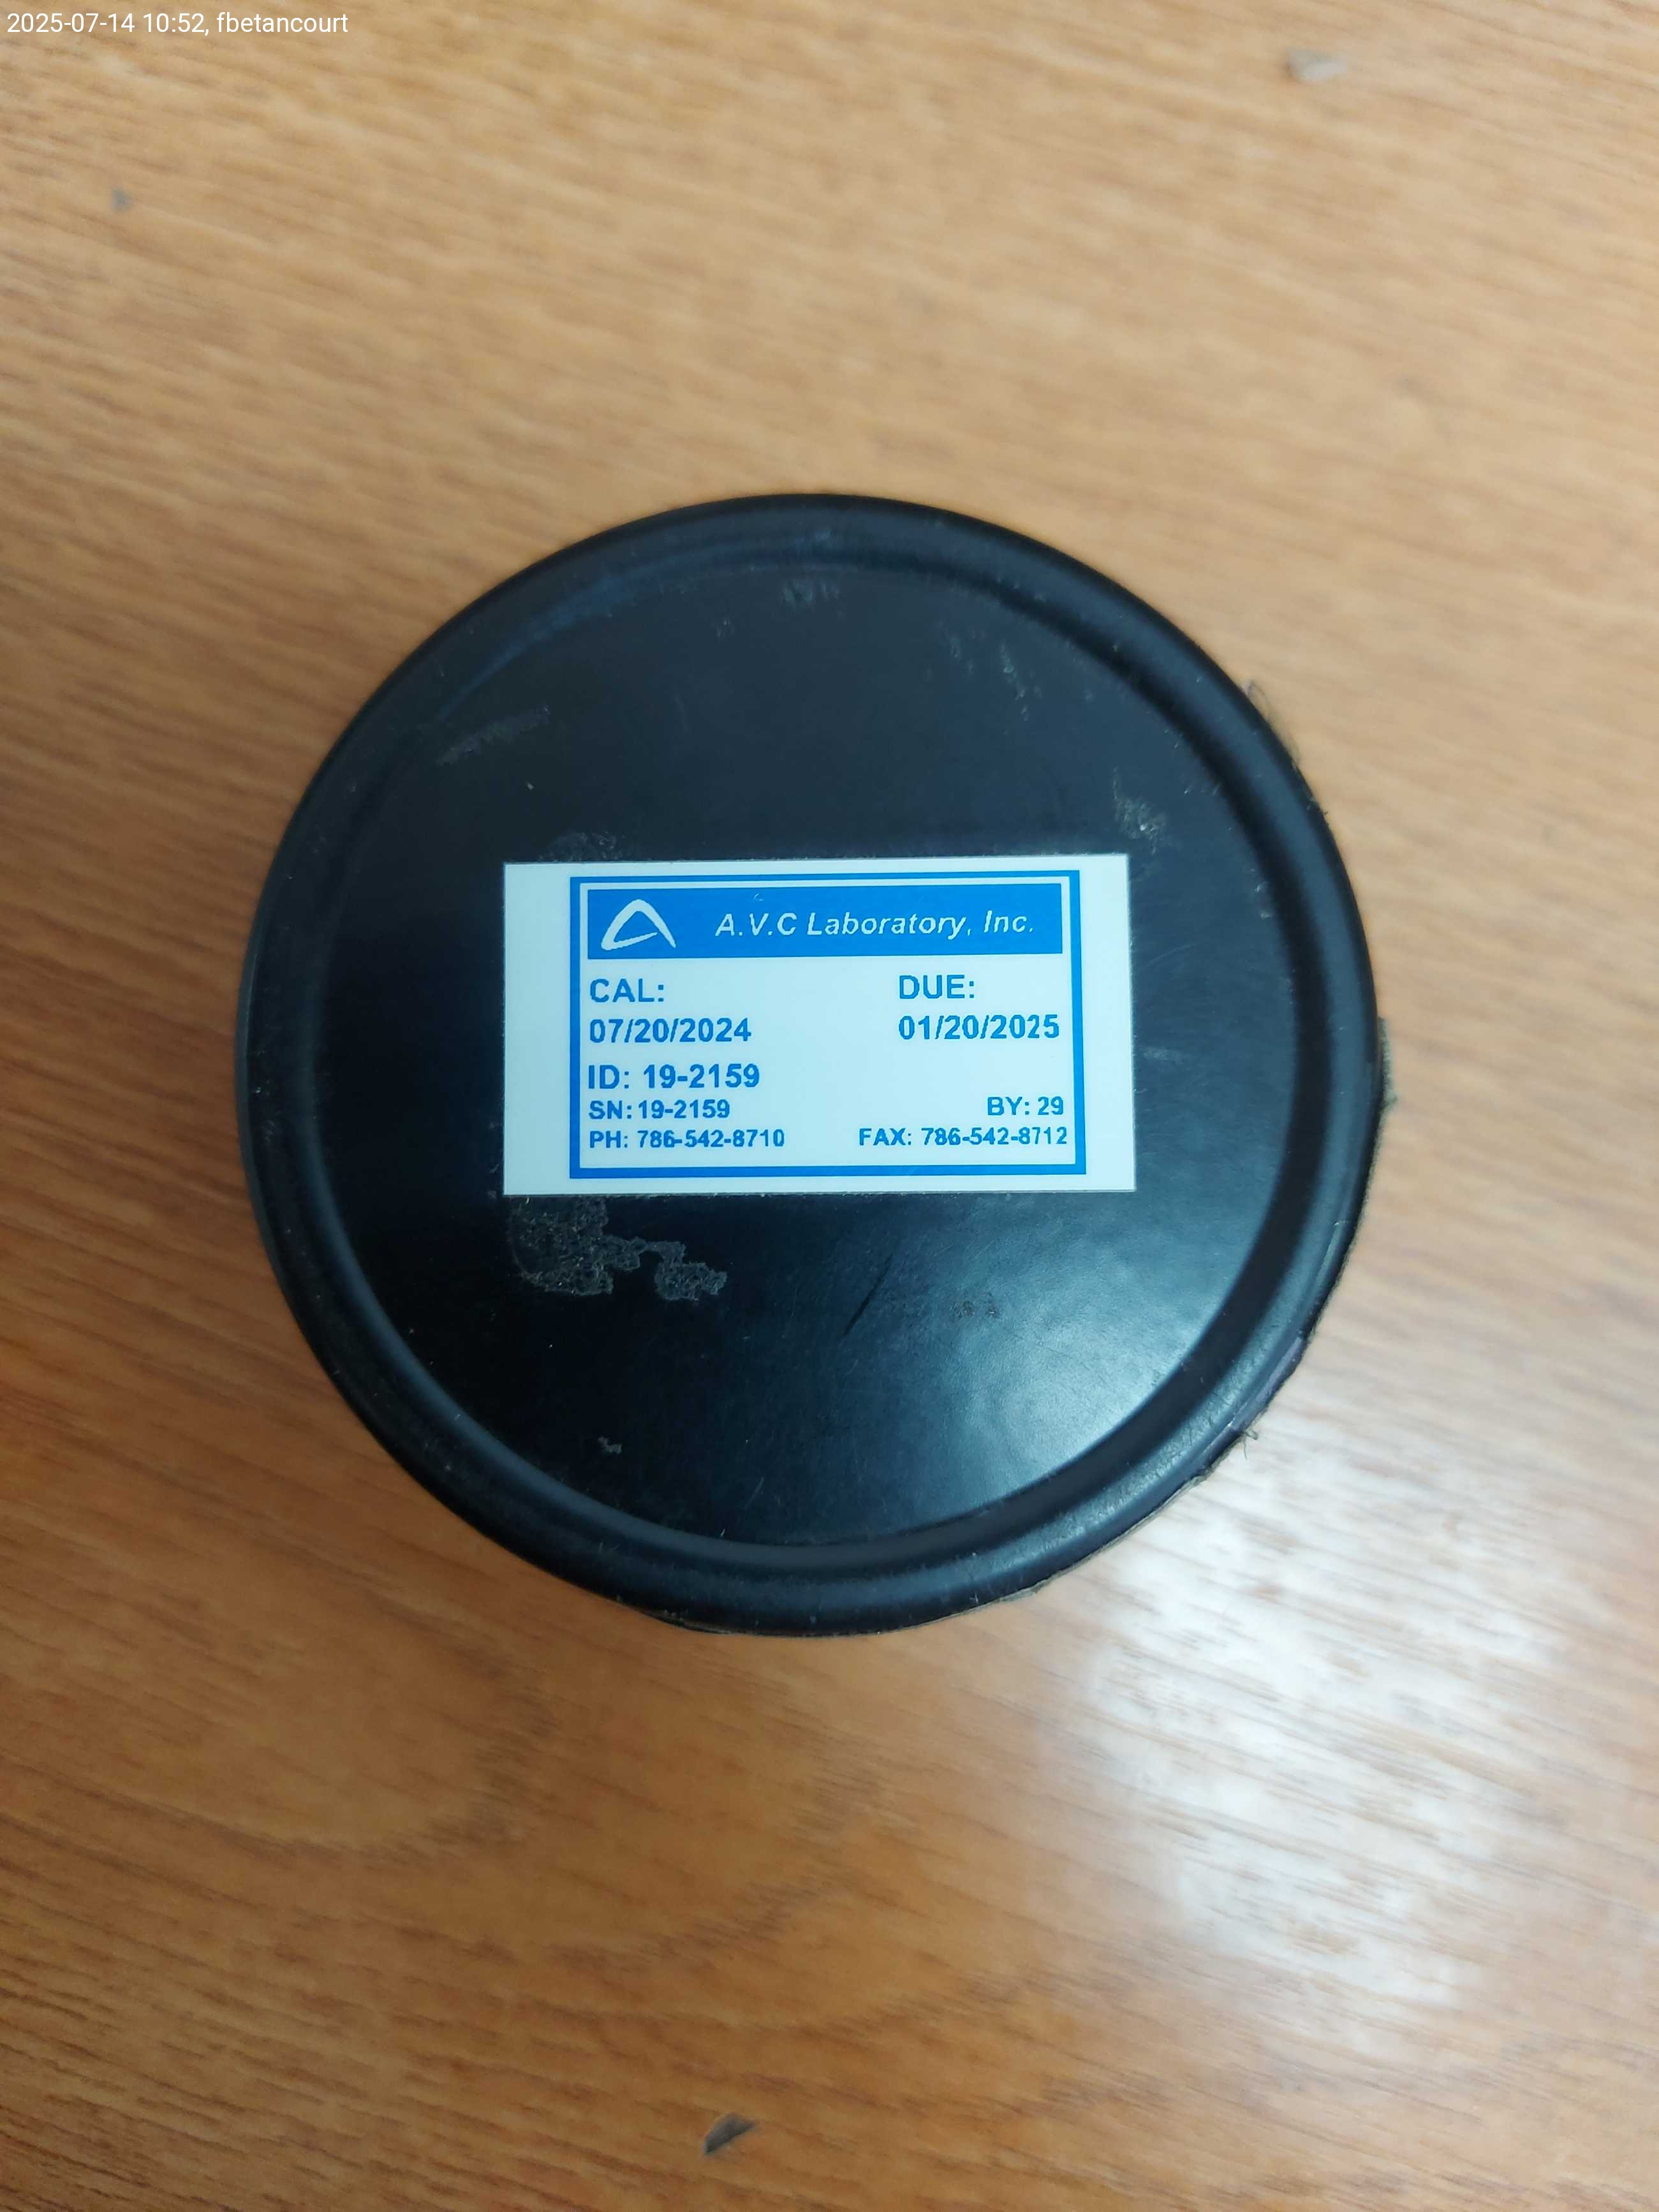 2025-07-14 10:52, fbetancourt
A.V.C Laboratory, Inc.
CAL: DUE:
07/20/2024 01/20/2025
ID: 19-2159
SN: 19-2159 BY: 29
PH: 786-542-8710 FAX: 786-542-8712